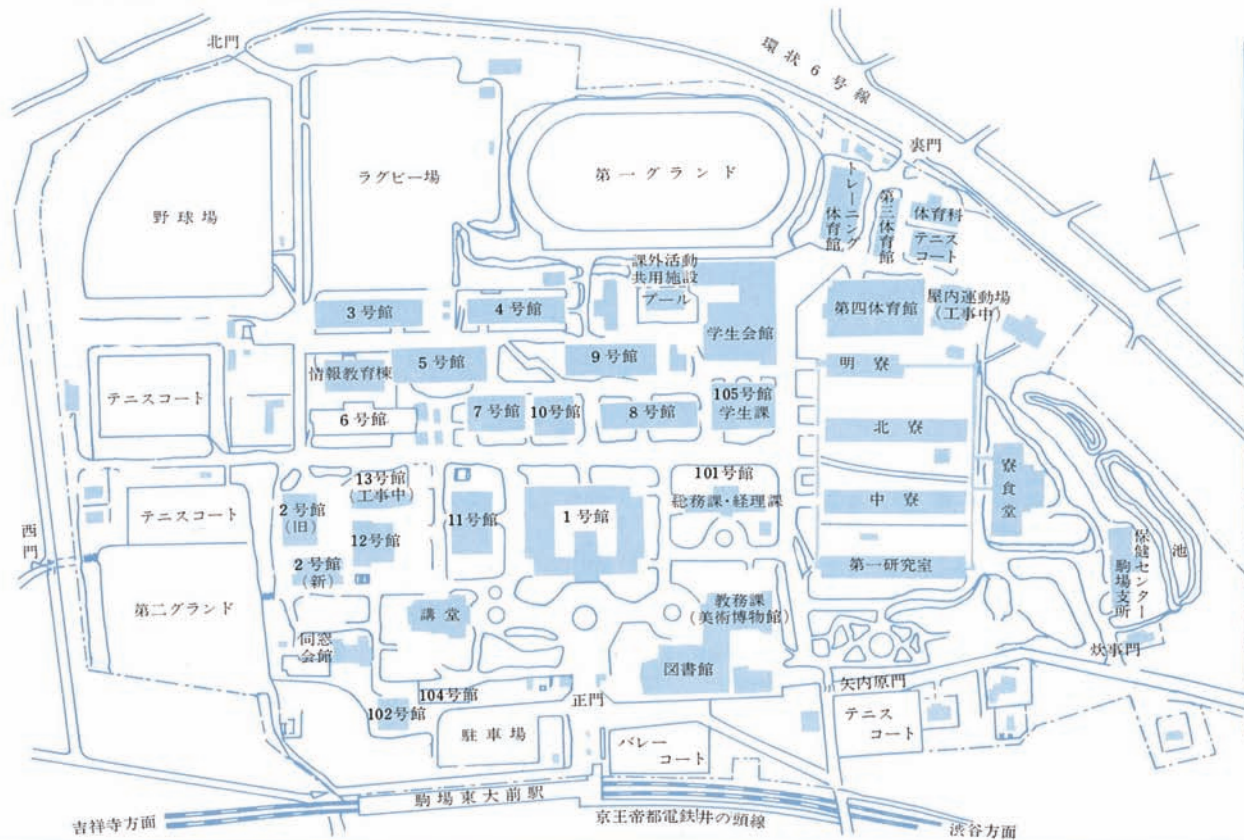 北門
環状6号線
裏門
野球場
ラグビー場
第一グランド
トレーニング
体育館
第三体育館
体育科
テニス
コート
課外活動
共用施設
プール
3号館
4号館
学生会館
第四体育館
屋内運動場
(工事中)
テニスコート
情報教育棟
5号館
9号館
明寮
6号館
7号館
10号館
8号館
105号館
学生課
北寮
寮食堂
13号館
(工事中)
101号館
総務課・経理課
中寮
テニスコート
2号館
(旧)
12号館
11号館
1号館
西門
2号館
(新)
第一研究室
保健センター
駒場支所
池
第二グランド
講堂
教務課
(美術博物館)
同窓
会館
図書館
炊事門
矢内原門
104号館
正門
102号館
テニス
コート
駐車場
バレー
コート
駒場東大前駅
吉祥寺方面
京王帝都電鉄井の頭線
渋谷方面